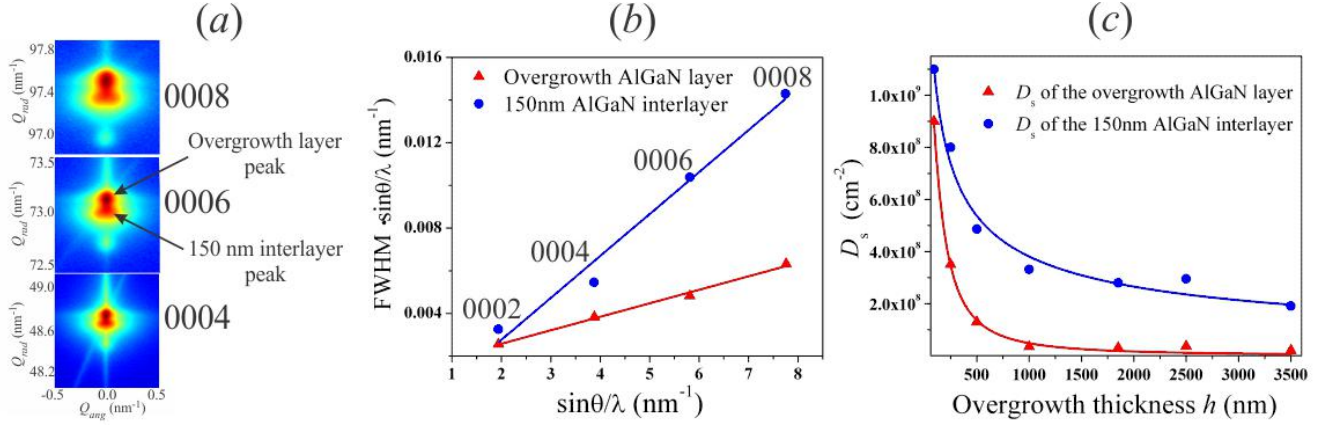 (a)
97.8
97.4
97.0
Q_rad (nm⁻¹)
0008
Overgrowth layer
peak
73.5
73.0
72.5
Q_rad (nm⁻¹)
0006
150 nm interlayer
peak
49.0
48.6
48.2
Q_rad (nm⁻¹)
0004
-0.5 0.0 0.5
Q_ang (nm⁻¹)
(b)
0.016
0.012
0.008
0.004
FWHM ·sinθ/λ (nm⁻¹)
Overgrowth AlGaN layer
150nm AlGaN interlayer
0008
0006
0004
0002
1 2 3 4 5 6 7 8
sinθ/λ (nm⁻¹)
(c)
1.0x10⁹
8.0x10⁸
6.0x10⁸
4.0x10⁸
2.0x10⁸
D_s (cm⁻²)
D_s of the overgrowth AlGaN layer
D_s of the 150nm AlGaN interlayer
500 1000 1500 2000 2500 3000 3500
Overgrowth thickness h (nm)